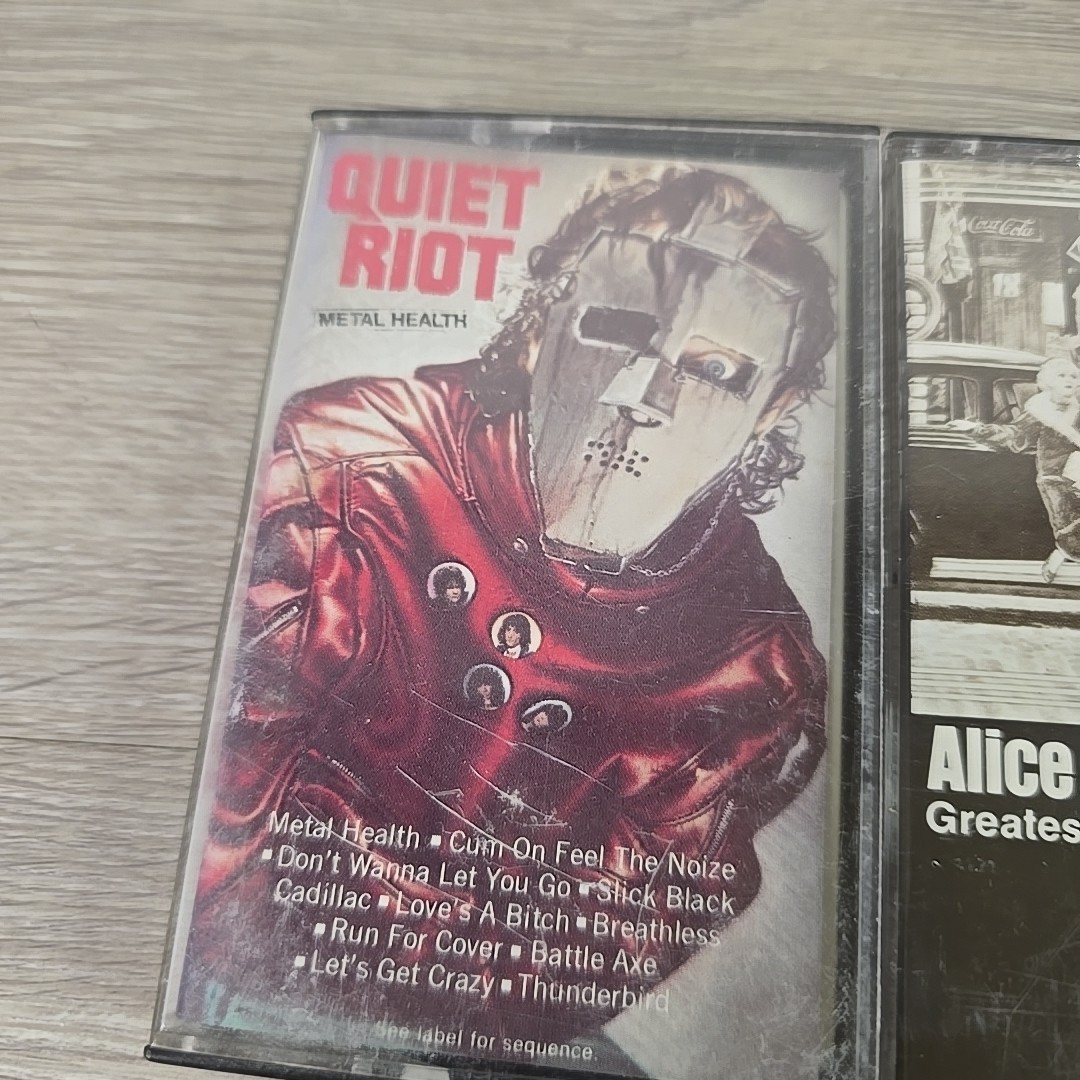 QUIET
RIOT
METAL HEALTH
Metal Health ▪ Cum On Feel The Noize
▪ Don't Wanna Let You Go ▪ Slick Black
Cadillac ▪ Love's A Bitch ▪ Breathless
▪ Run For Cover ▪ Battle Axe
▪ Let's Get Crazy ▪ Thunderbird
See label for sequence.
Coca-Cola
Alice
Greates